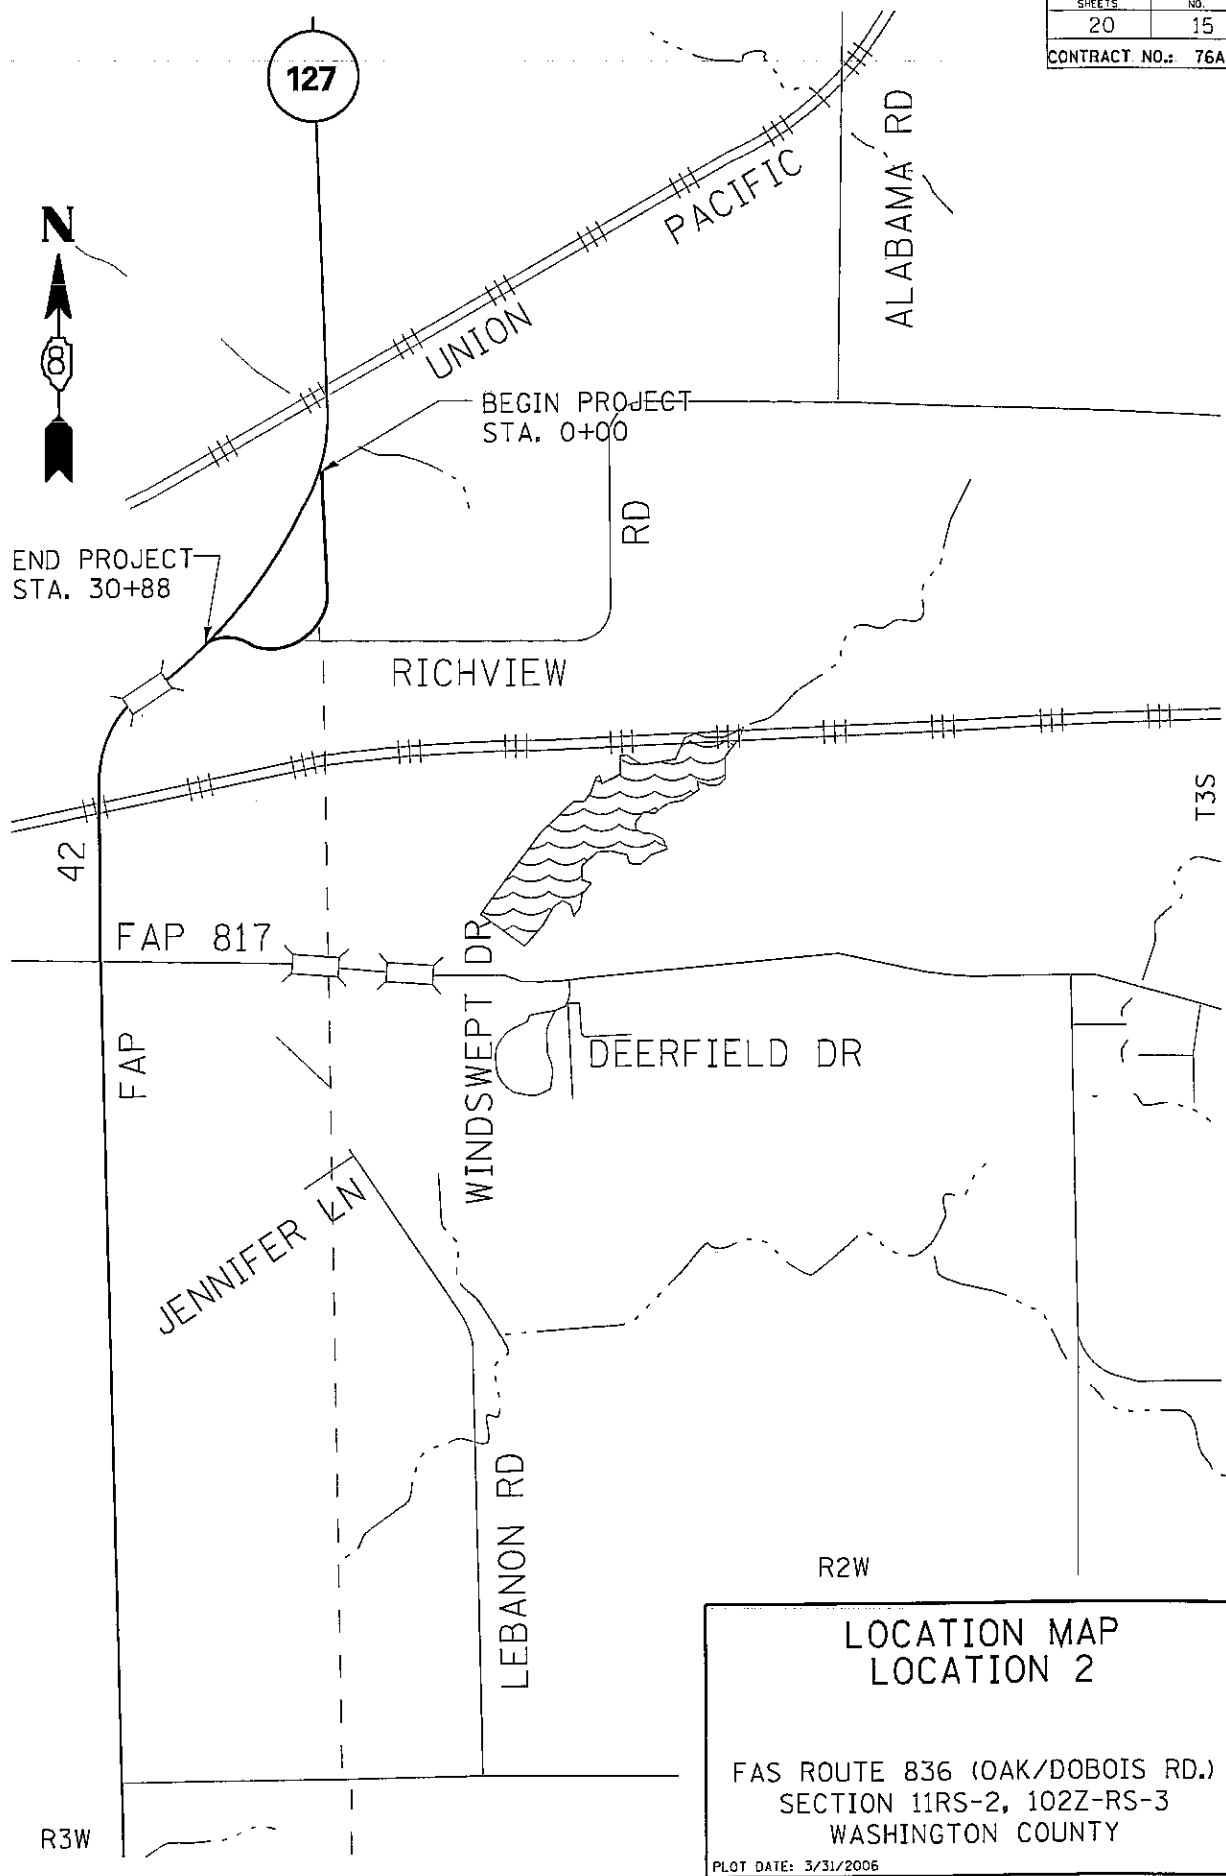 SHEETS NO.
20 15
CONTRACT NO.: 76A
127
N
8
ALABAMA RD
UNION PACIFIC
BEGIN PROJECT
STA. 0+00
RD
END PROJECT
STA. 30+88
RICHVIEW
T3S
42
FAP 817
FAP
WINDSWEPT DR
DEERFIELD DR
JENNIFER LN
LEBANON RD
R2W
R3W
LOCATION MAP
LOCATION 2
FAS ROUTE 836 (OAK/DOBOIS RD.)
SECTION 11RS-2, 102Z-RS-3
WASHINGTON COUNTY
PLOT DATE: 3/31/2006